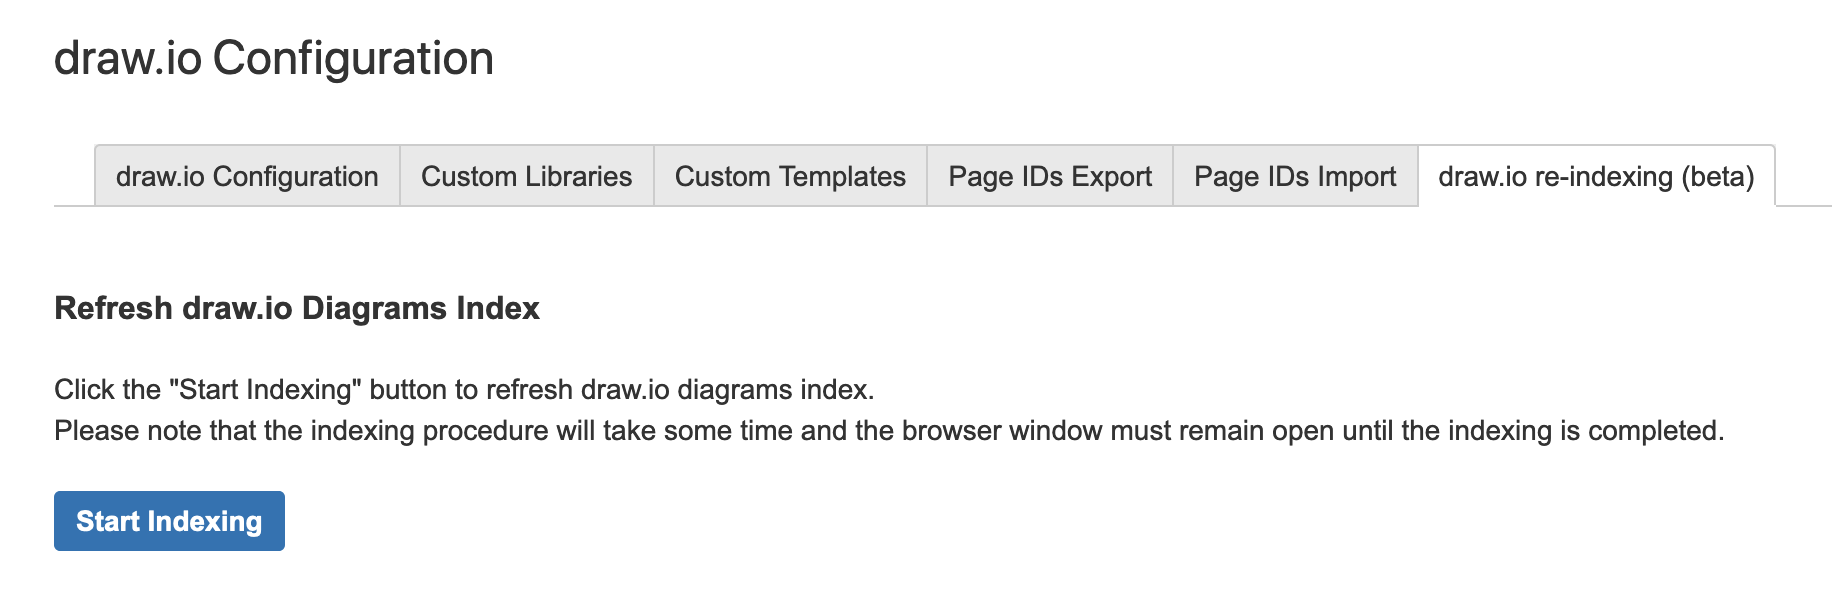 draw.io Configuration
draw.io Configuration Custom Libraries Custom Templates Page IDs Export Page IDs Import draw.io re-indexing (beta)
Refresh draw.io Diagrams Index
Click the "Start Indexing" button to refresh draw.io diagrams index.
Please note that the indexing procedure will take some time and the browser window must remain open until the indexing is completed.
Start Indexing